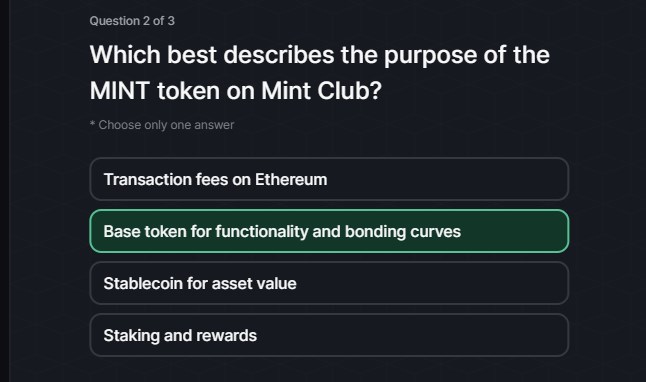 Question 2 of 3
Which best describes the purpose of the
MINT token on Mint Club?
* Choose only one answer
Transaction fees on Ethereum
Base token for functionality and bonding curves
Stablecoin for asset value
Staking and rewards